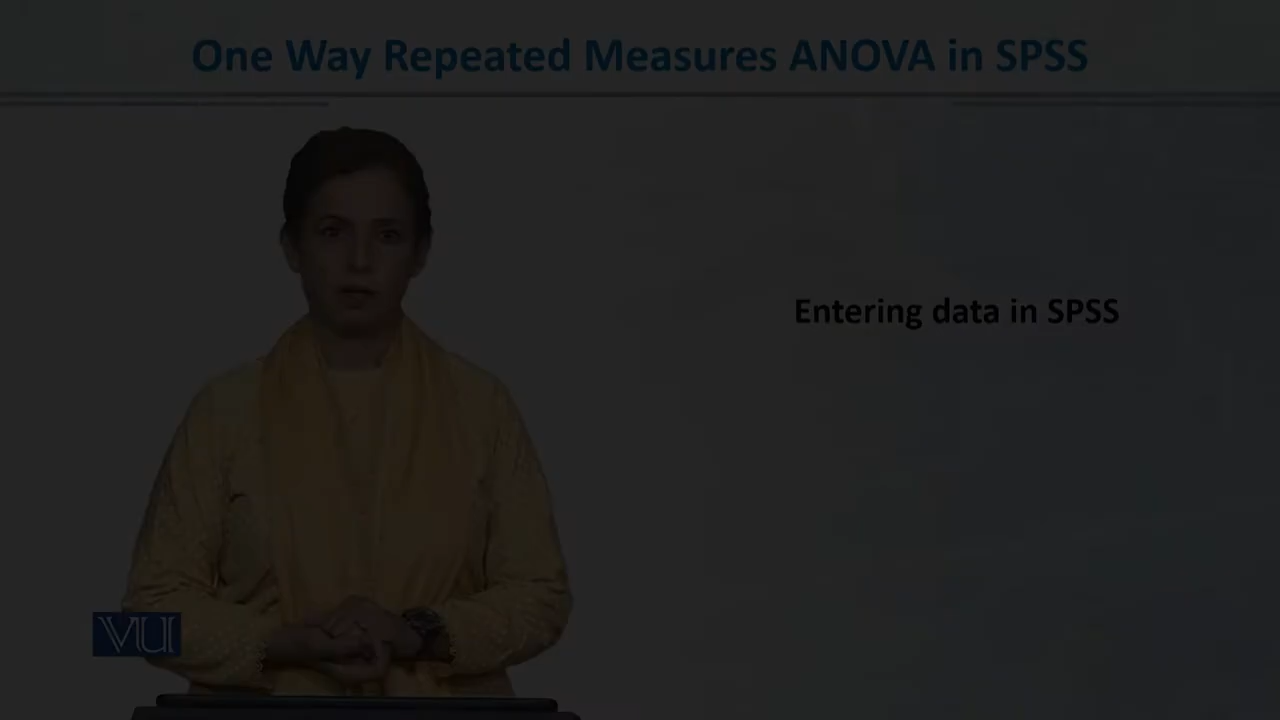 One Way Repeated Measures ANOVA in SPSS
Entering data in SPSS
VU